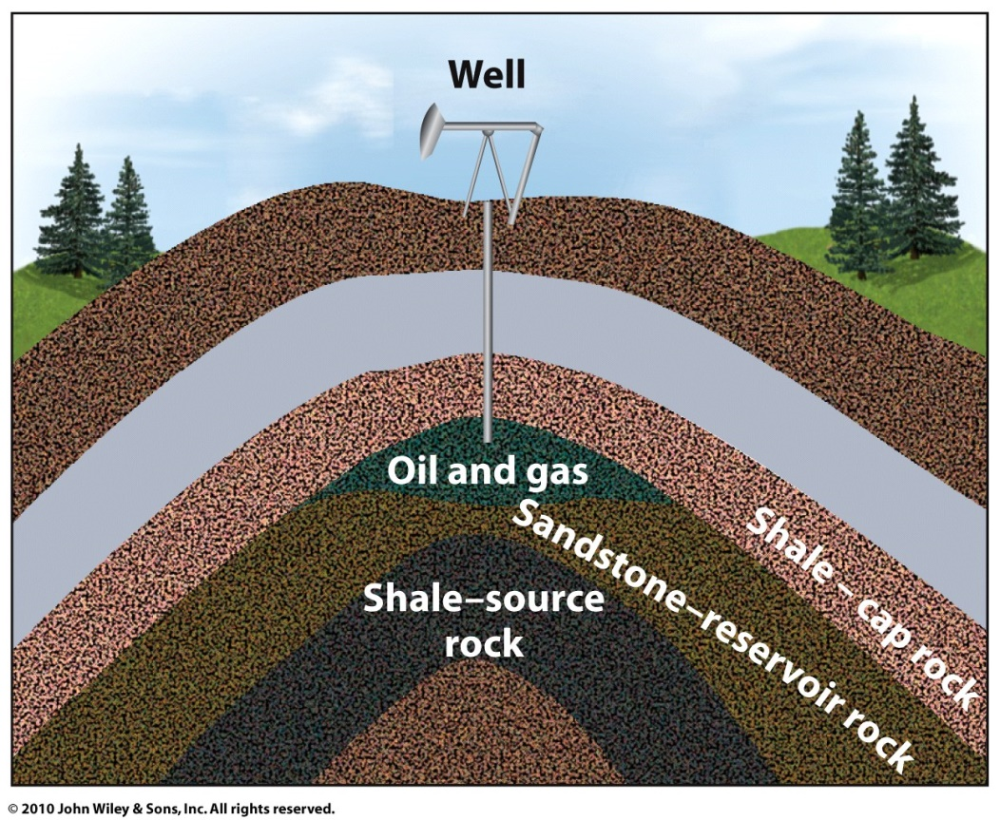 Well
Oil and gas
Sandstone–reservoir rock
Shale – cap rock
Shale–source
rock
© 2010 John Wiley & Sons, Inc. All rights reserved.